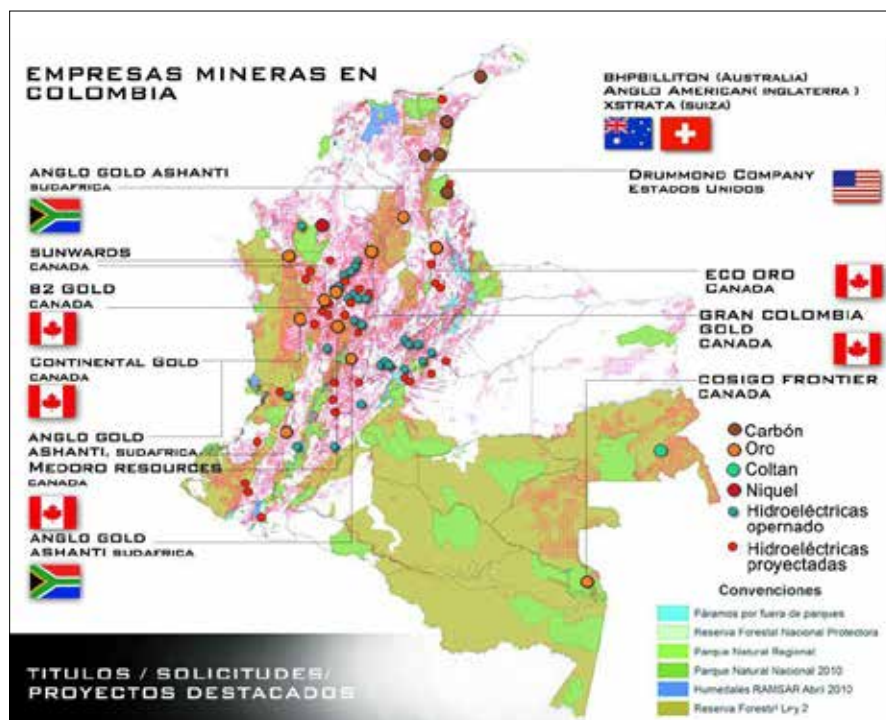 EMPRESAS MINERAS EN
COLOMBIA
BHPBILLITON (AUSTRALIA)
ANGLO AMERICAN( INGLATERRA )
XSTRATA (SUIZA)
ANGLO GOLD ASHANTI
SUDAFRICA
DRUMMOND COMPANY
ESTADOS UNIDOS
SUNWARDS
CANADA
B2 GOLD
CANADA
ECO ORO
CANADA
GRAN COLOMBIA
GOLD
CANADA
CONTINENTAL GOLD
CANADA
COSIGO FRONTIER
CANADA
ANGLO GOLD
ASHANTI, SUDAFRICA
MEDORO RESOURCES
CANADA
ANGLO GOLD
ASHANTI SUDAFRICA
Carbón
Oro
Coltan
Niquel
Hidroeléctricas
opernado
Hidroeléctricas
proyectadas
Convenciones
Páramos por fuera de parques
Reserva Forestal Nacional Protectora
Parque Natural Regional
Parque Natural Nacional 2010
Humedales RAMSAR Abril 2010
Reserva Forestal Ley 2
TITULOS / SOLICITUDES/
PROYECTOS DESTACADOS